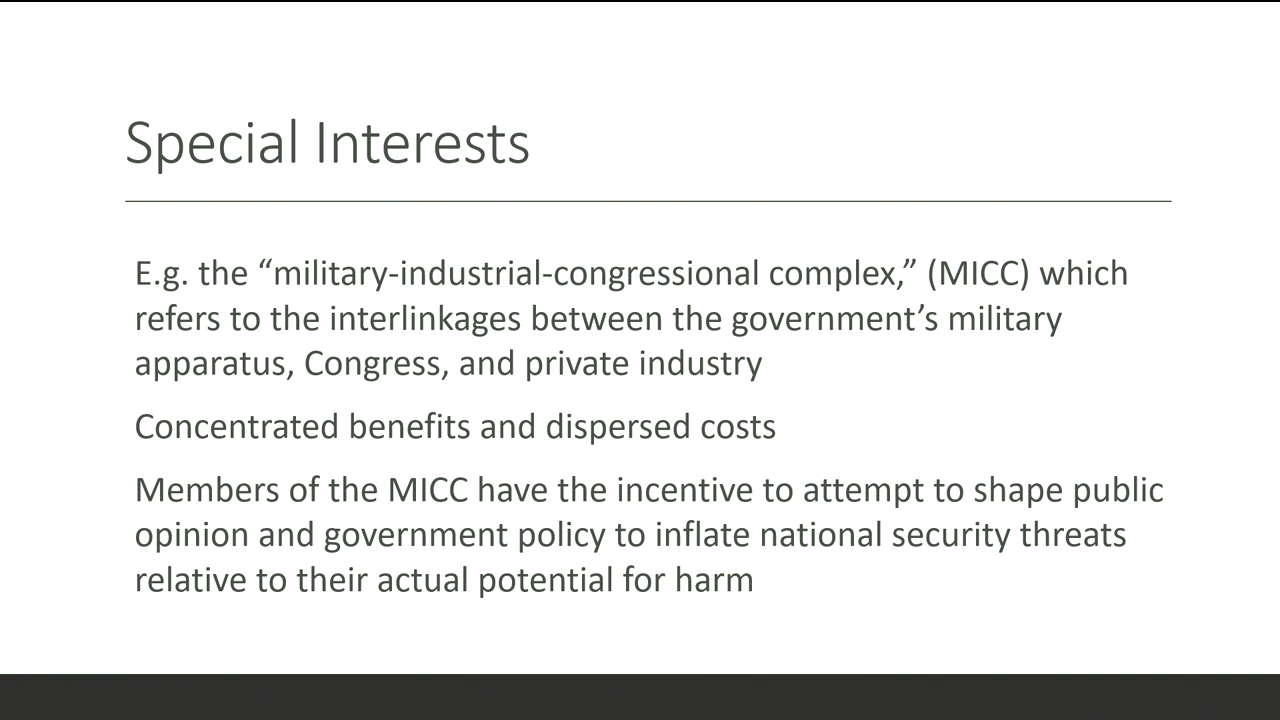 Special Interests
E.g. the “military-industrial-congressional complex,” (MICC) which
refers to the interlinkages between the government’s military
apparatus, Congress, and private industry
Concentrated benefits and dispersed costs
Members of the MICC have the incentive to attempt to shape public
opinion and government policy to inflate national security threats
relative to their actual potential for harm